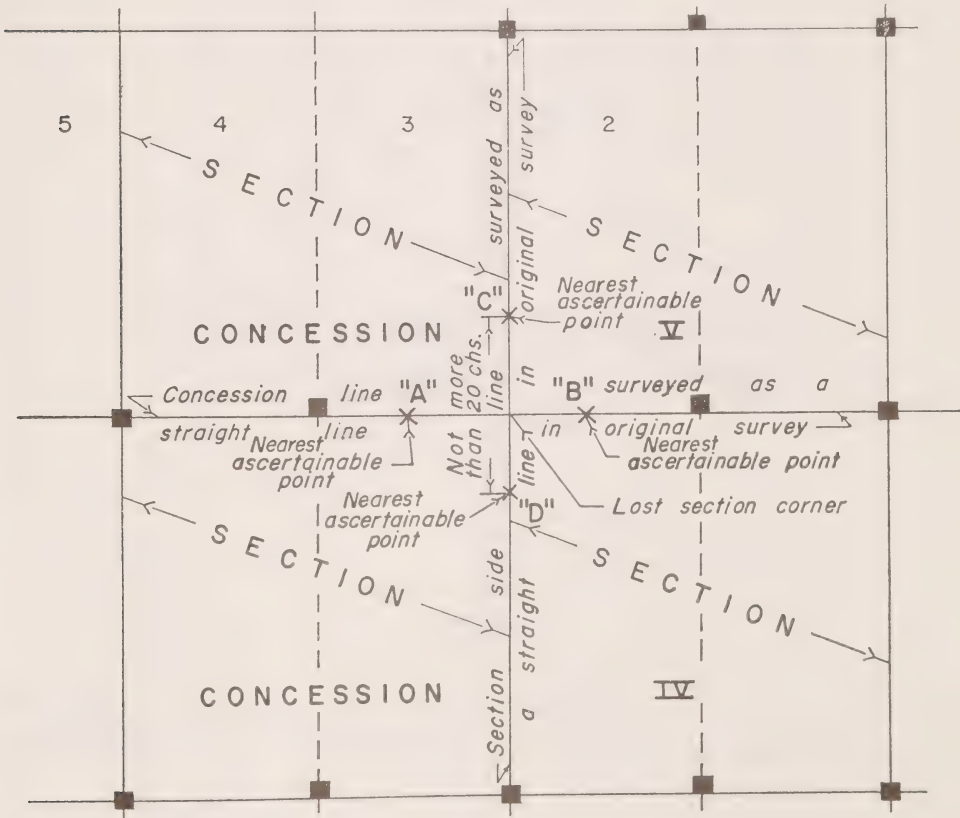 5 4 3 2
SECTION
SECTION
Section side line surveyed as
a straight line in original survey
"C"
Nearest
ascertainable
point
CONCESSION
V
Not more
than 20 chs.
Concession line "A"
straight line
"B" surveyed as a
in original survey
Nearest
ascertainable
point
Nearest
ascertainable point
Nearest
ascertainable
point
"D"
Lost section corner
SECTION
SECTION
CONCESSION
IV